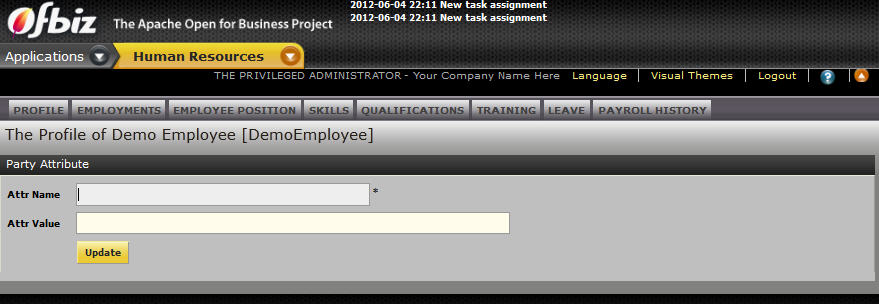 2012-06-04 22:11 New task assignment
2012-06-04 22:11 New task assignment
Ofbiz The Apache Open for Business Project
Applications Human Resources
THE PRIVILEGED ADMINISTRATOR - Your Company Name Here Language Visual Themes Logout ?
PROFILE EMPLOYMENTS EMPLOYEE POSITION SKILLS QUALIFICATIONS TRAINING LEAVE PAYROLL HISTORY
The Profile of Demo Employee [DemoEmployee]
Party Attribute
Attr Name *
Attr Value
Update